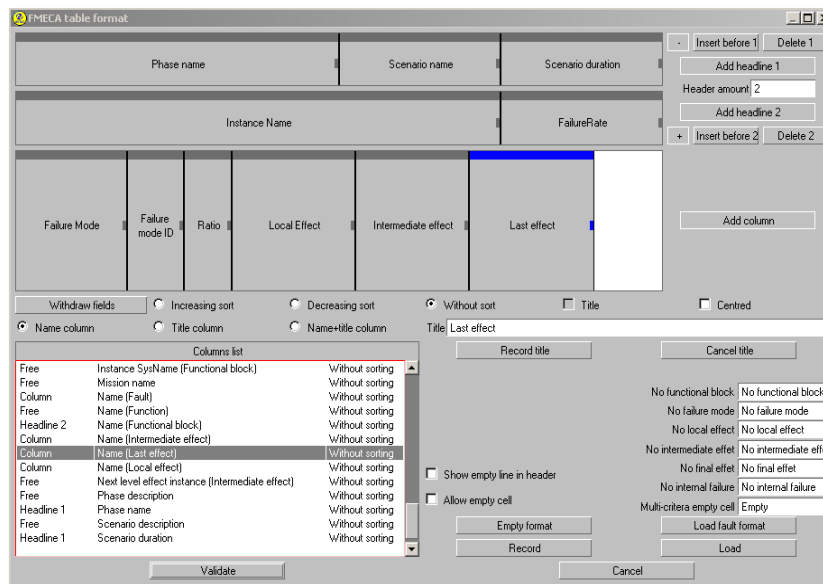 FMECA table format
Phase name Scenario name Scenario duration
- Insert before 1 Delete 1
Add headline 1
Header amount 2
Instance Name FailureRate
Add headline 2
+ Insert before 2 Delete 2
Failure Mode Failure mode ID Ratio Local Effect Intermediate effect Last effect
Add column
Withdraw fields Increasing sort Decreasing sort Without sort Title Centred
Name column Title column Name+title column Title Last effect
Columns list Record title Cancel title
Free Instance SysName (Functional block) Without sorting
Free Mission name Without sorting
Column Name (Fault) Without sorting
Free Name (Function) Without sorting
Headline 2 Name (Functional block) Without sorting
Column Name (Intermediate effect) Without sorting
Column Name (Last effect) Without sorting
Column Name (Local effect) Without sorting
Free Next level effect instance (Intermediate effect) Without sorting
Free Phase description Without sorting
Headline 1 Phase name Without sorting
Free Scenario description Without sorting
Headline 1 Scenario duration Without sorting
No functional block No functional block
No failure mode No failure mode
No local effect No local effect
No intermediate effet No intermediate effe
No final effet No final effet
No internal failure No internal failure
Multi-critera empty cell Empty
Show empty line in header
Allow empty cell
Empty format Load fault format
Record Load
Validate Cancel